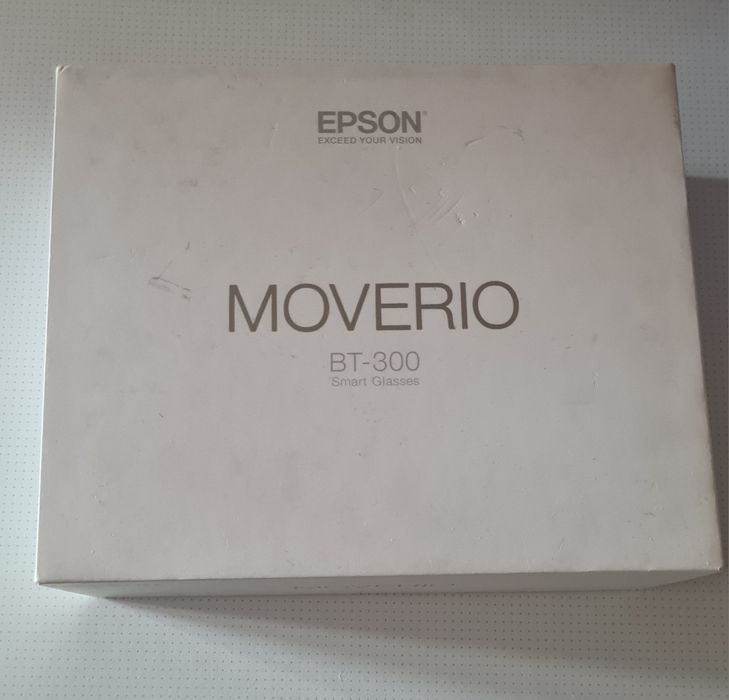 EPSON®
EXCEED YOUR VISION
MOVERIO
BT-300
Smart Glasses